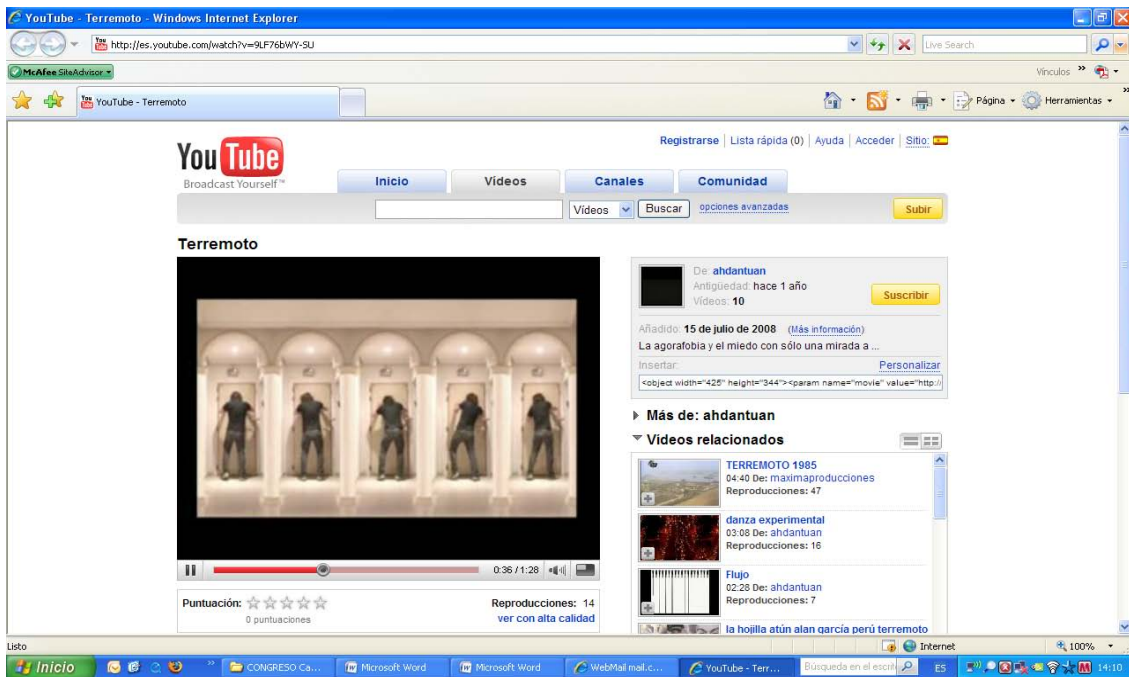 YouTube - Terremoto - Windows Internet Explorer
http://es.youtube.com/watch?v=9LF76bWY-SU
Live Search
McAfee SiteAdvisor
Vínculos
YouTube - Terremoto
Página
Herramientas
Registrarse | Lista rápida (0) | Ayuda | Acceder | Sitio:
YouTube
Broadcast Yourself™
Inicio
Vídeos
Canales
Comunidad
Vídeos
Buscar
opciones avanzadas
Subir
Terremoto
De: ahdantuan
Antigüedad: hace 1 año
Vídeos: 10
Suscribir
Añadido: 15 de julio de 2008 (Más información)
La agorafobia y el miedo con sólo una mirada a ...
Insertar: Personalizar
<object width="425" height="344"><param name="movie" value="http:/
Más de: ahdantuan
Videos relacionados
TERREMOTO 1985
04:40 De: maximaproducciones
Reproducciones: 47
danza experimental
03:08 De: ahdantuan
Reproducciones: 16
Flujo
02:28 De: ahdantuan
Reproducciones: 7
la hojilla atún alan garcía perú terremoto
0:36 / 1:28
Puntuación:
0 puntuaciones
Reproducciones: 14
ver con alta calidad
Listo
Internet
100%
Inicio
CONGRESO Ca...
Microsoft Word
Microsoft Word
WebMail mail.c...
YouTube - Terr...
Búsqueda en el escrit
ES
14:10